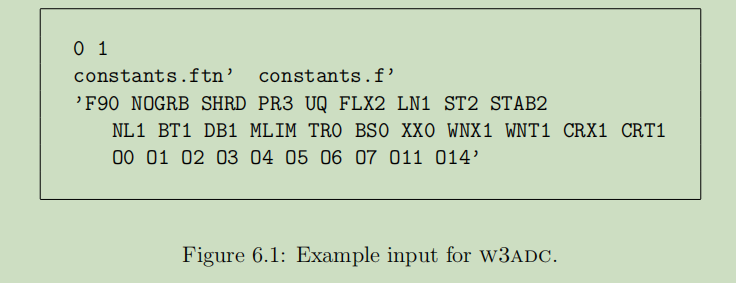 0 1
constants.ftn’ constants.f’
’F90 NOGRB SHRD PR3 UQ FLX2 LN1 ST2 STAB2
NL1 BT1 DB1 MLIM TR0 BS0 XX0 WNX1 WNT1 CRX1 CRT1
O0 O1 O2 O3 O4 O5 O6 O7 O11 O14’
Figure 6.1: Example input for W3ADC.